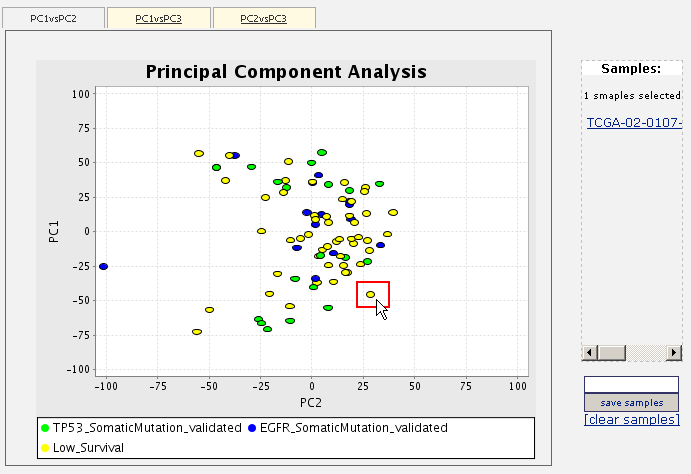 PC1vsPC2 PC1vsPC3 PC2vsPC3
Principal Component Analysis
100
75
50
25
0
-25
-50
-75
-100
PC1
-100 -75 -50 -25 0 25 50 75 100
PC2
TP53_SomaticMutation_validated EGFR_SomaticMutation_validated
Low_Survival
Samples:
1 smaples selected
TCGA-02-0107-
save samples
[clear samples]